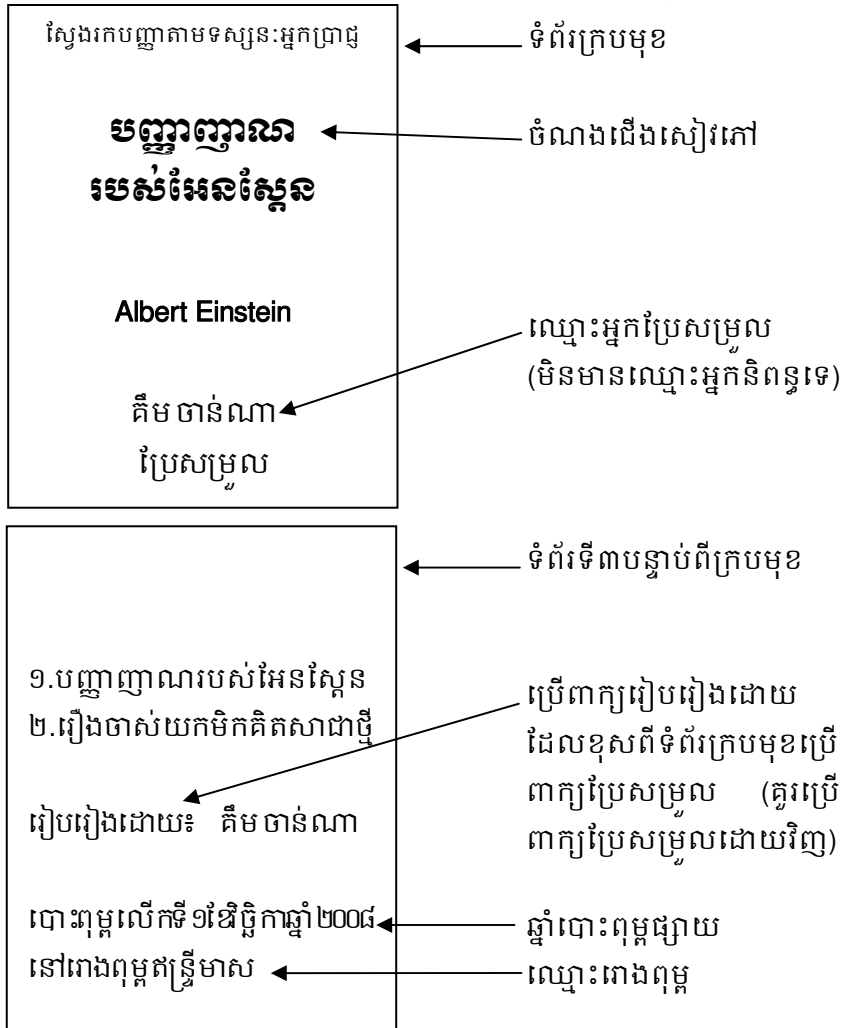 ស្វែងរកបញ្ញាតាមទស្សនៈអ្នកប្រាជ្ញ
ទំព័រក្របមុខ
បញ្ញាញាណ
ចំណងជើងសៀវភៅ
របស់អែនស្តែន
Albert Einstein
ឈ្មោះអ្នកប្រែសម្រួល
(មិនមានឈ្មោះអ្នកនិពន្ធទេ)
គឹម ចាន់ណា
ប្រែសម្រួល
ទំព័រទី៣បន្ទាប់ពីក្របមុខ
១.បញ្ញាញាណរបស់អែនស្តែន
២.រឿងចាស់យកមិកគិតសាជាថ្មី
ប្រើពាក្យរៀបរៀងដោយ
ដែលខុសពីទំព័រក្របមុខប្រើ
ពាក្យប្រែសម្រួល (គួរប្រើ
ពាក្យប្រែសម្រួលដោយវិញ)
រៀបរៀងដោយ៖ គឹម ចាន់ណា
បោះពុម្ពលើកទី១ខែវិច្ឆិកាឆ្នាំ២០០៨
ឆ្នាំបោះពុម្ពផ្សាយ
នៅរោងពុម្ពឥន្ទ្រីមាស
ឈ្មោះរោងពុម្ព